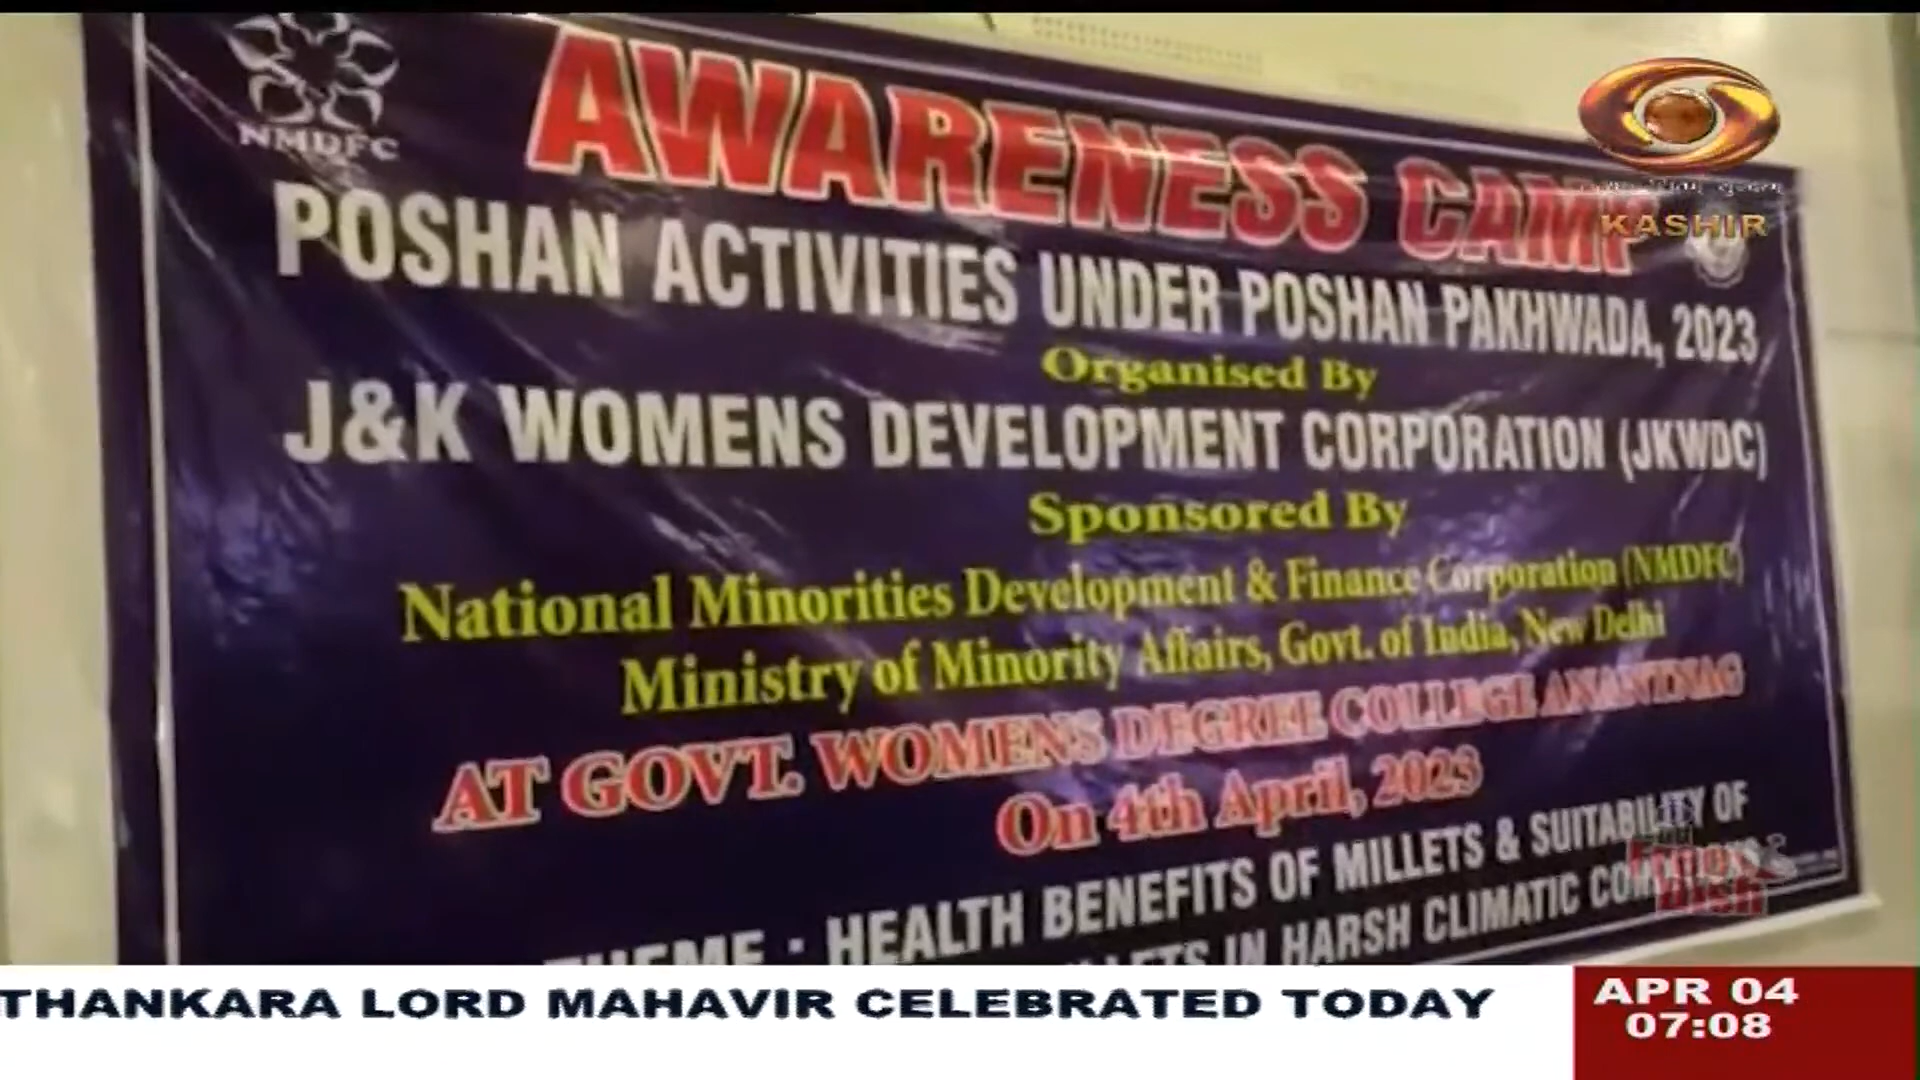 NMDFC
AWARENESS CAMP
KASHIR
POSHAN ACTIVITIES UNDER POSHAN PAKHWADA, 2023
Organised By
J&K WOMENS DEVELOPMENT CORPORATION (JKWDC)
Sponsored By
National Minorities Development & Finance Corporation (NMDFC)
Ministry of Minority Affairs, Govt. of India, New Delhi
AT GOVT. WOMENS DEGREE COLLEGE ANANTNAG
On 4th April, 2023
THEME - HEALTH BENEFITS OF MILLETS & SUITABILITY OF
MILLETS IN HARSH CLIMATIC CONDITIONS
THANKARA LORD MAHAVIR CELEBRATED TODAY
APR 04
07:08